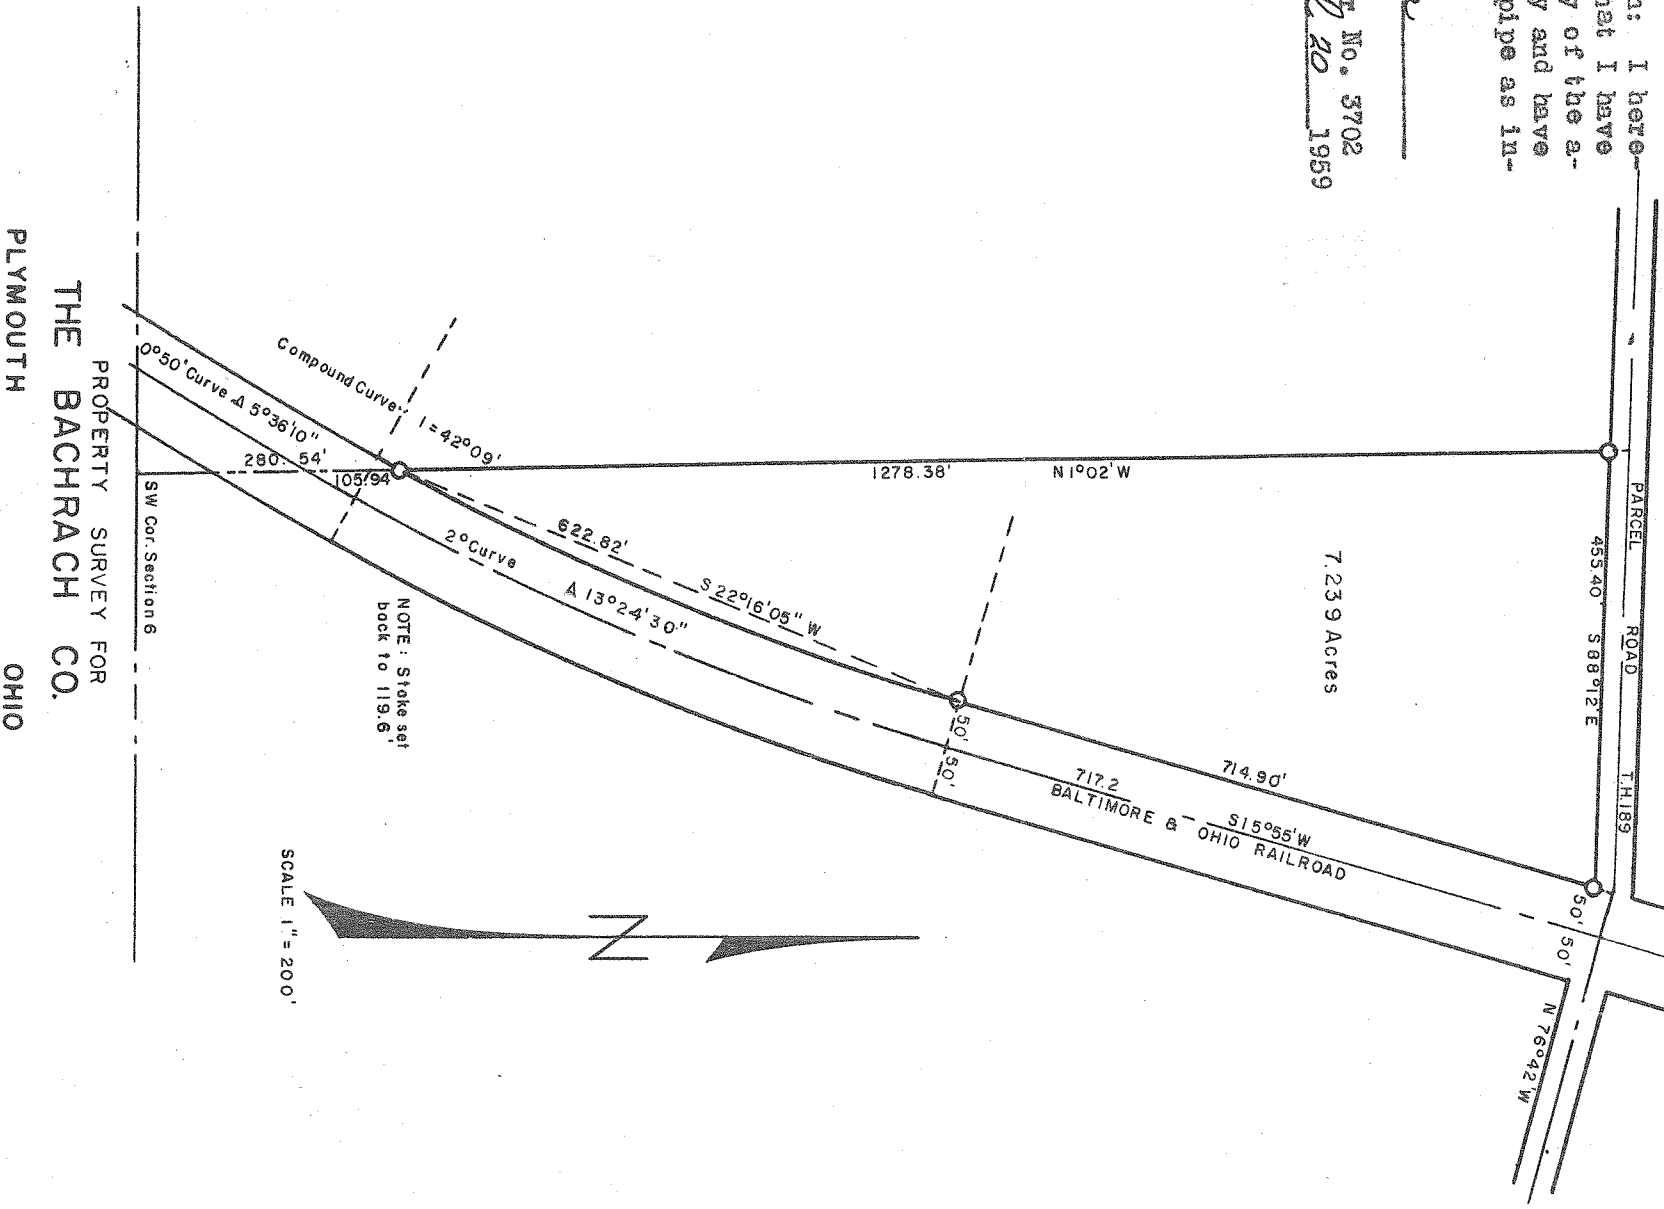 n: I here-
hat I have
y of the a-
y and have
pipe as in-
r No. 3702
20 1959
PARCEL ROAD T.H.189
455.40' S88°12'E
7.239 Acres
1278.38' N1°02'W
Compound Curve I = 42°09'
0°50' Curve Δ 5°36'10"
280.54'
105.94'
622.82' S22°16'05"W
2° Curve Δ 13°24'30"
50' 50'
714.90'
717.2 S15°55'W
BALTIMORE & OHIO RAILROAD
50' 50'
N 76°42'W
NOTE: Stake set
back to 119.6'
SW Cor. Section 6
N
SCALE 1" = 200'
PROPERTY SURVEY FOR
THE BACHRACH CO.
PLYMOUTH OHIO